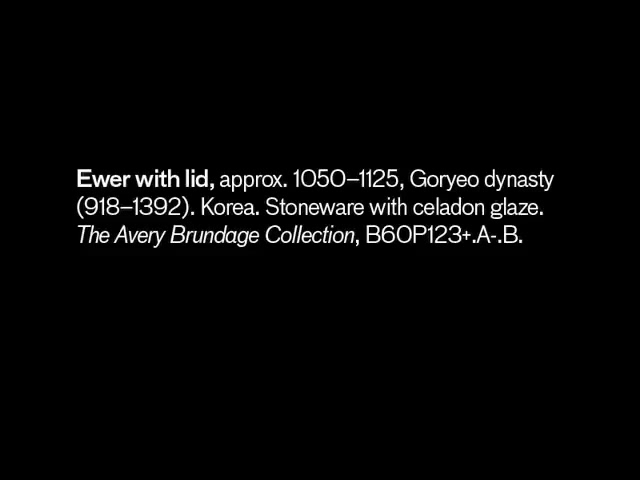 Ewer with lid, approx. 1050–1125, Goryeo dynasty
(918–1392). Korea. Stoneware with celadon glaze.
The Avery Brundage Collection, B60P123+.A-.B.